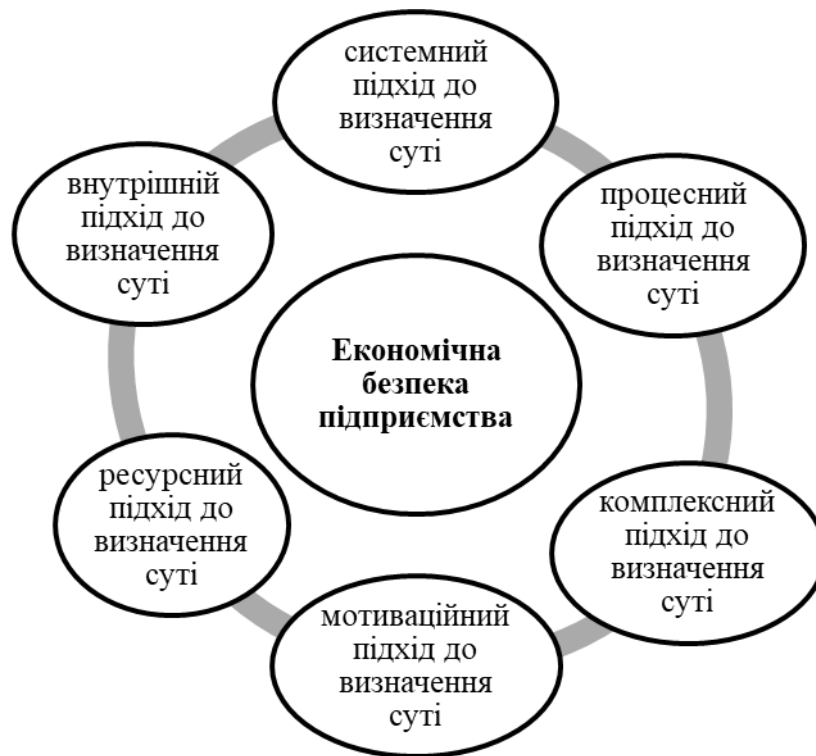 системний
підхід до
визначення
суті
процесний
підхід до
визначення
суті
комплексний
підхід до
визначення
суті
мотиваційний
підхід до
визначення
суті
ресурсний
підхід до
визначення
суті
внутрішній
підхід до
визначення
суті
Економічна
безпека
підприємства